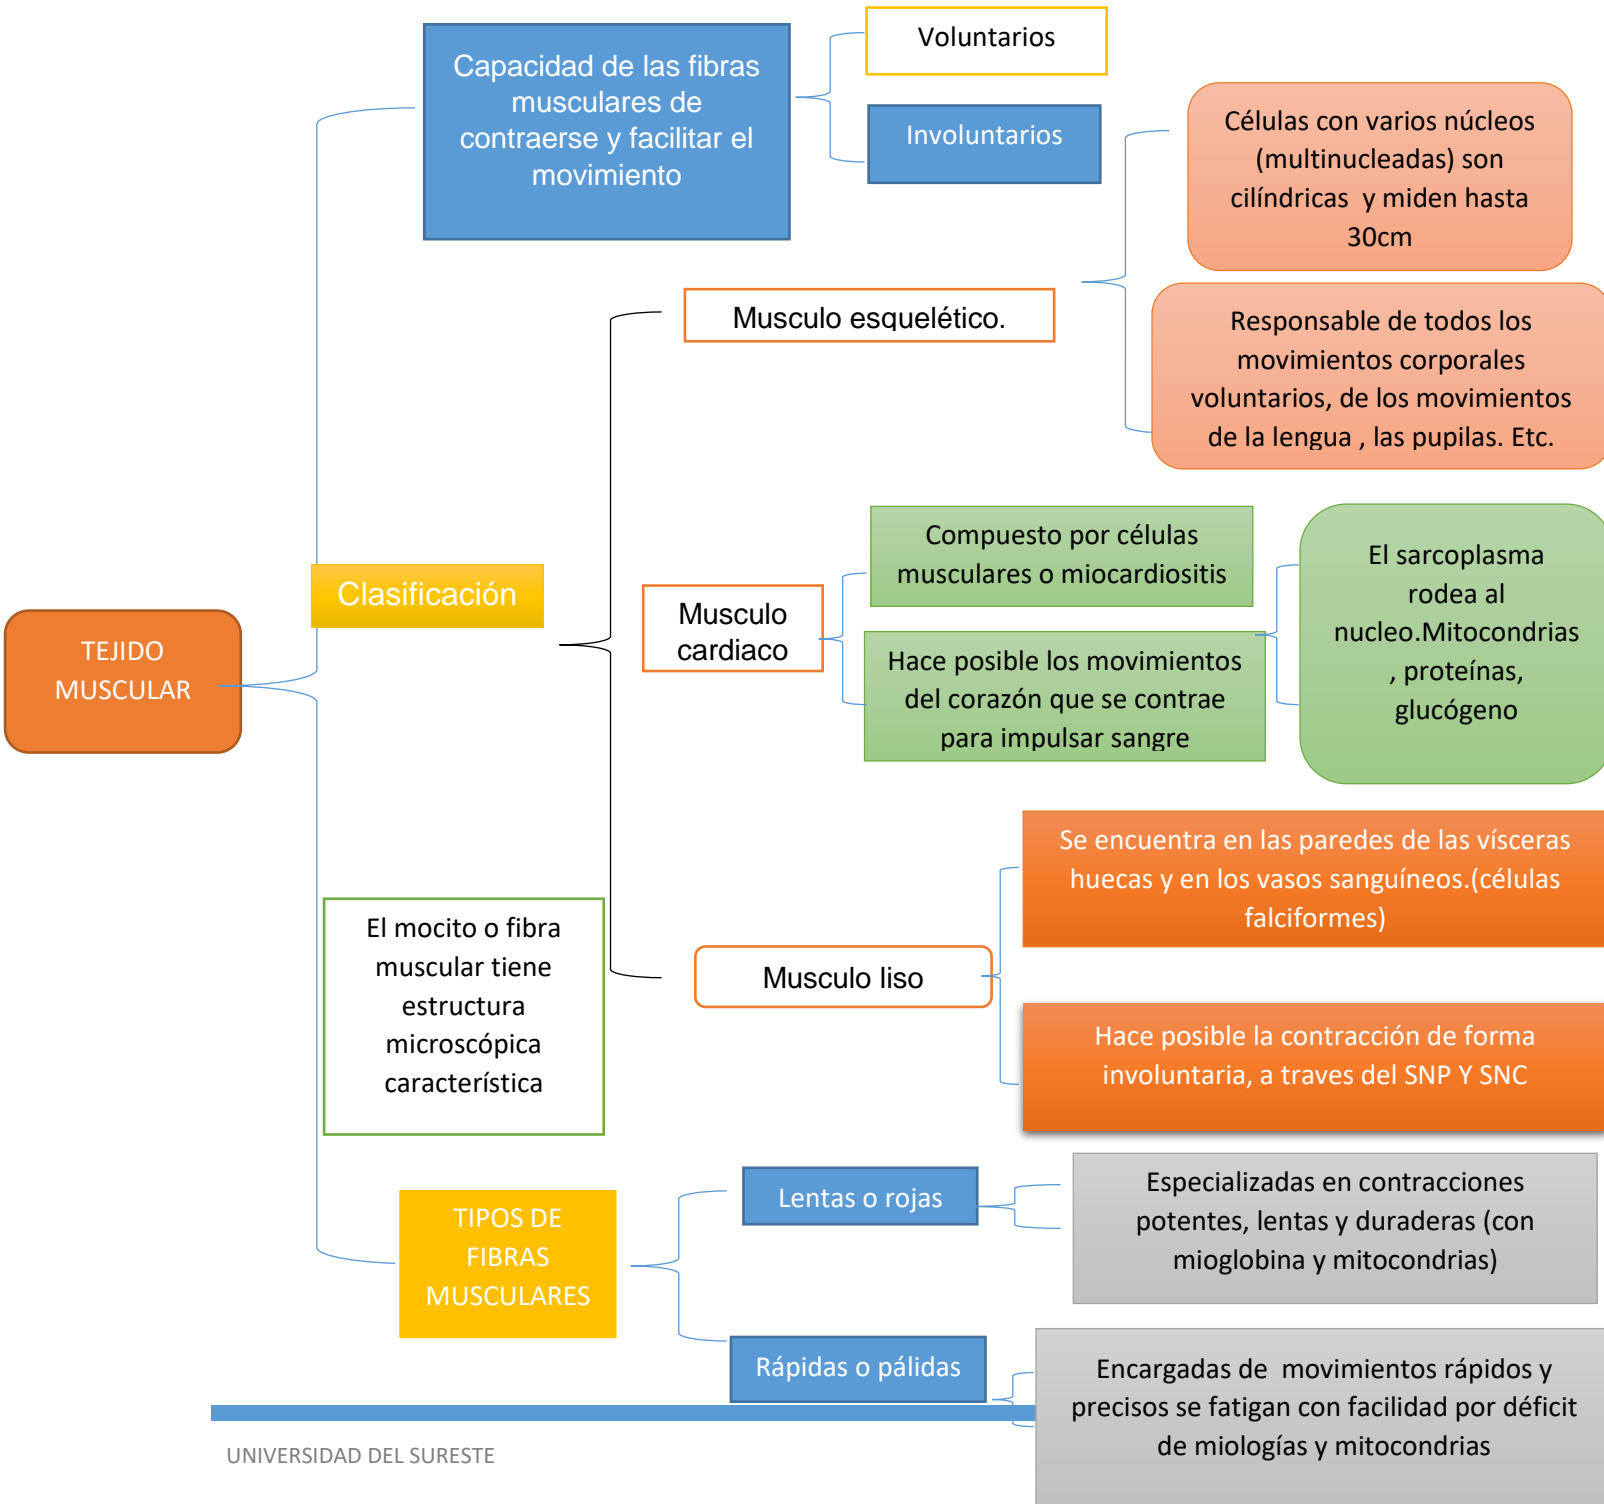 Capacidad de las fibras
musculares de
contraerse y facilitar el
movimiento
Voluntarios
Involuntarios
Células con varios núcleos
(multinucleadas) son
cilíndricas y miden hasta
30cm
Musculo esquelético.
Responsable de todos los
movimientos corporales
voluntarios, de los movimientos
de la lengua , las pupilas. Etc.
Clasificación
TEJIDO
MUSCULAR
Musculo
cardiaco
Compuesto por células
musculares o miocardiositis
Hace posible los movimientos
del corazón que se contrae
para impulsar sangre
El sarcoplasma
rodea al
nucleo.Mitocondrias
, proteínas,
glucógeno
El mocito o fibra
muscular tiene
estructura
microscópica
característica
Musculo liso
Se encuentra en las paredes de las vísceras
huecas y en los vasos sanguíneos.(células
falciformes)
Hace posible la contracción de forma
involuntaria, a traves del SNP Y SNC
TIPOS DE
FIBRAS
MUSCULARES
Lentas o rojas
Especializadas en contracciones
potentes, lentas y duraderas (con
mioglobina y mitocondrias)
Rápidas o pálidas
Encargadas de movimientos rápidos y
precisos se fatigan con facilidad por déficit
de miologías y mitocondrias
UNIVERSIDAD DEL SURESTE